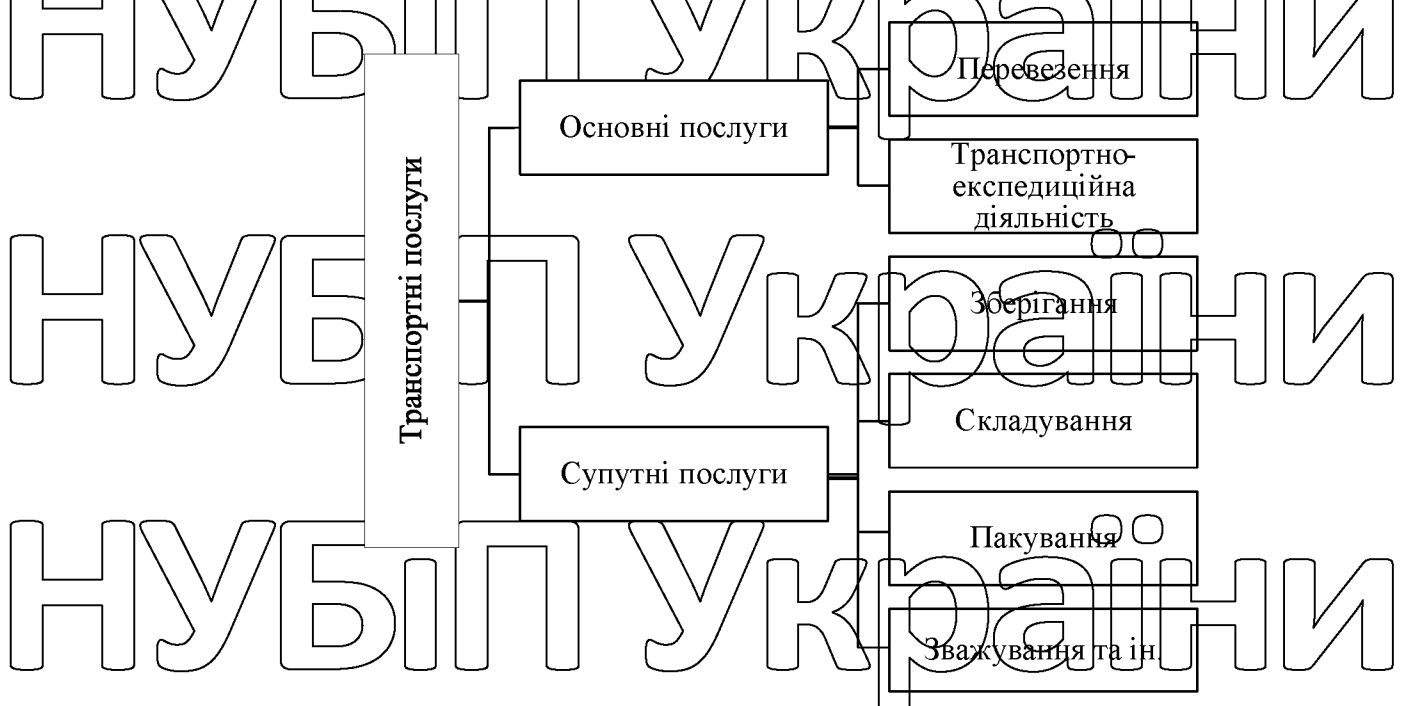 НУБіП України
Транспортні послуги
Основні послуги
Перевезення
Транспортно-
експедиційна
діяльність
НУБіП України
Зберігання
Складування
Супутні послуги
НУБіП України
Пакування
Зважування та ін.